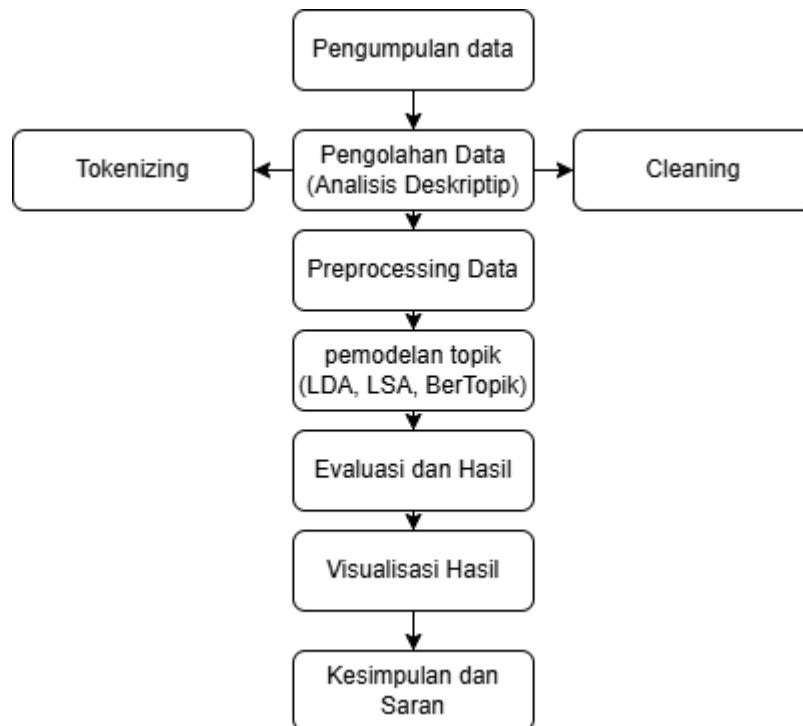 Pengumpulan data
Tokenizing
Pengolahan Data
(Analisis Deskriptip)
Cleaning
Preprocessing Data
pemodelan topik
(LDA, LSA, BerTopik)
Evaluasi dan Hasil
Visualisasi Hasil
Kesimpulan dan
Saran